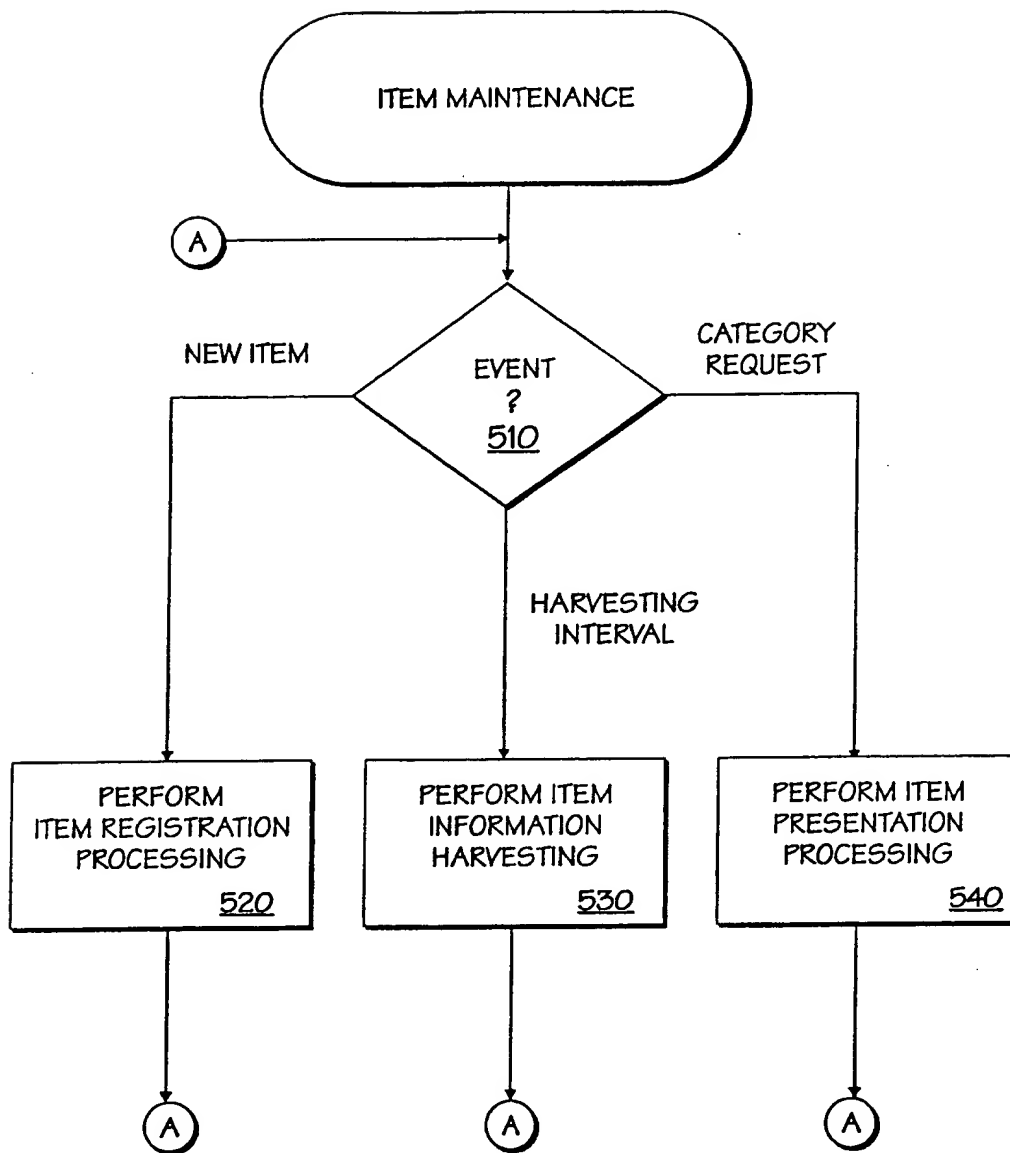 ITEM MAINTENANCE
A
NEW ITEM
EVENT
?
510
CATEGORY
REQUEST
HARVESTING
INTERVAL
PERFORM
ITEM REGISTRATION
PROCESSING
520
PERFORM ITEM
INFORMATION
HARVESTING
530
PERFORM ITEM
PRESENTATION
PROCESSING
540
A
A
A